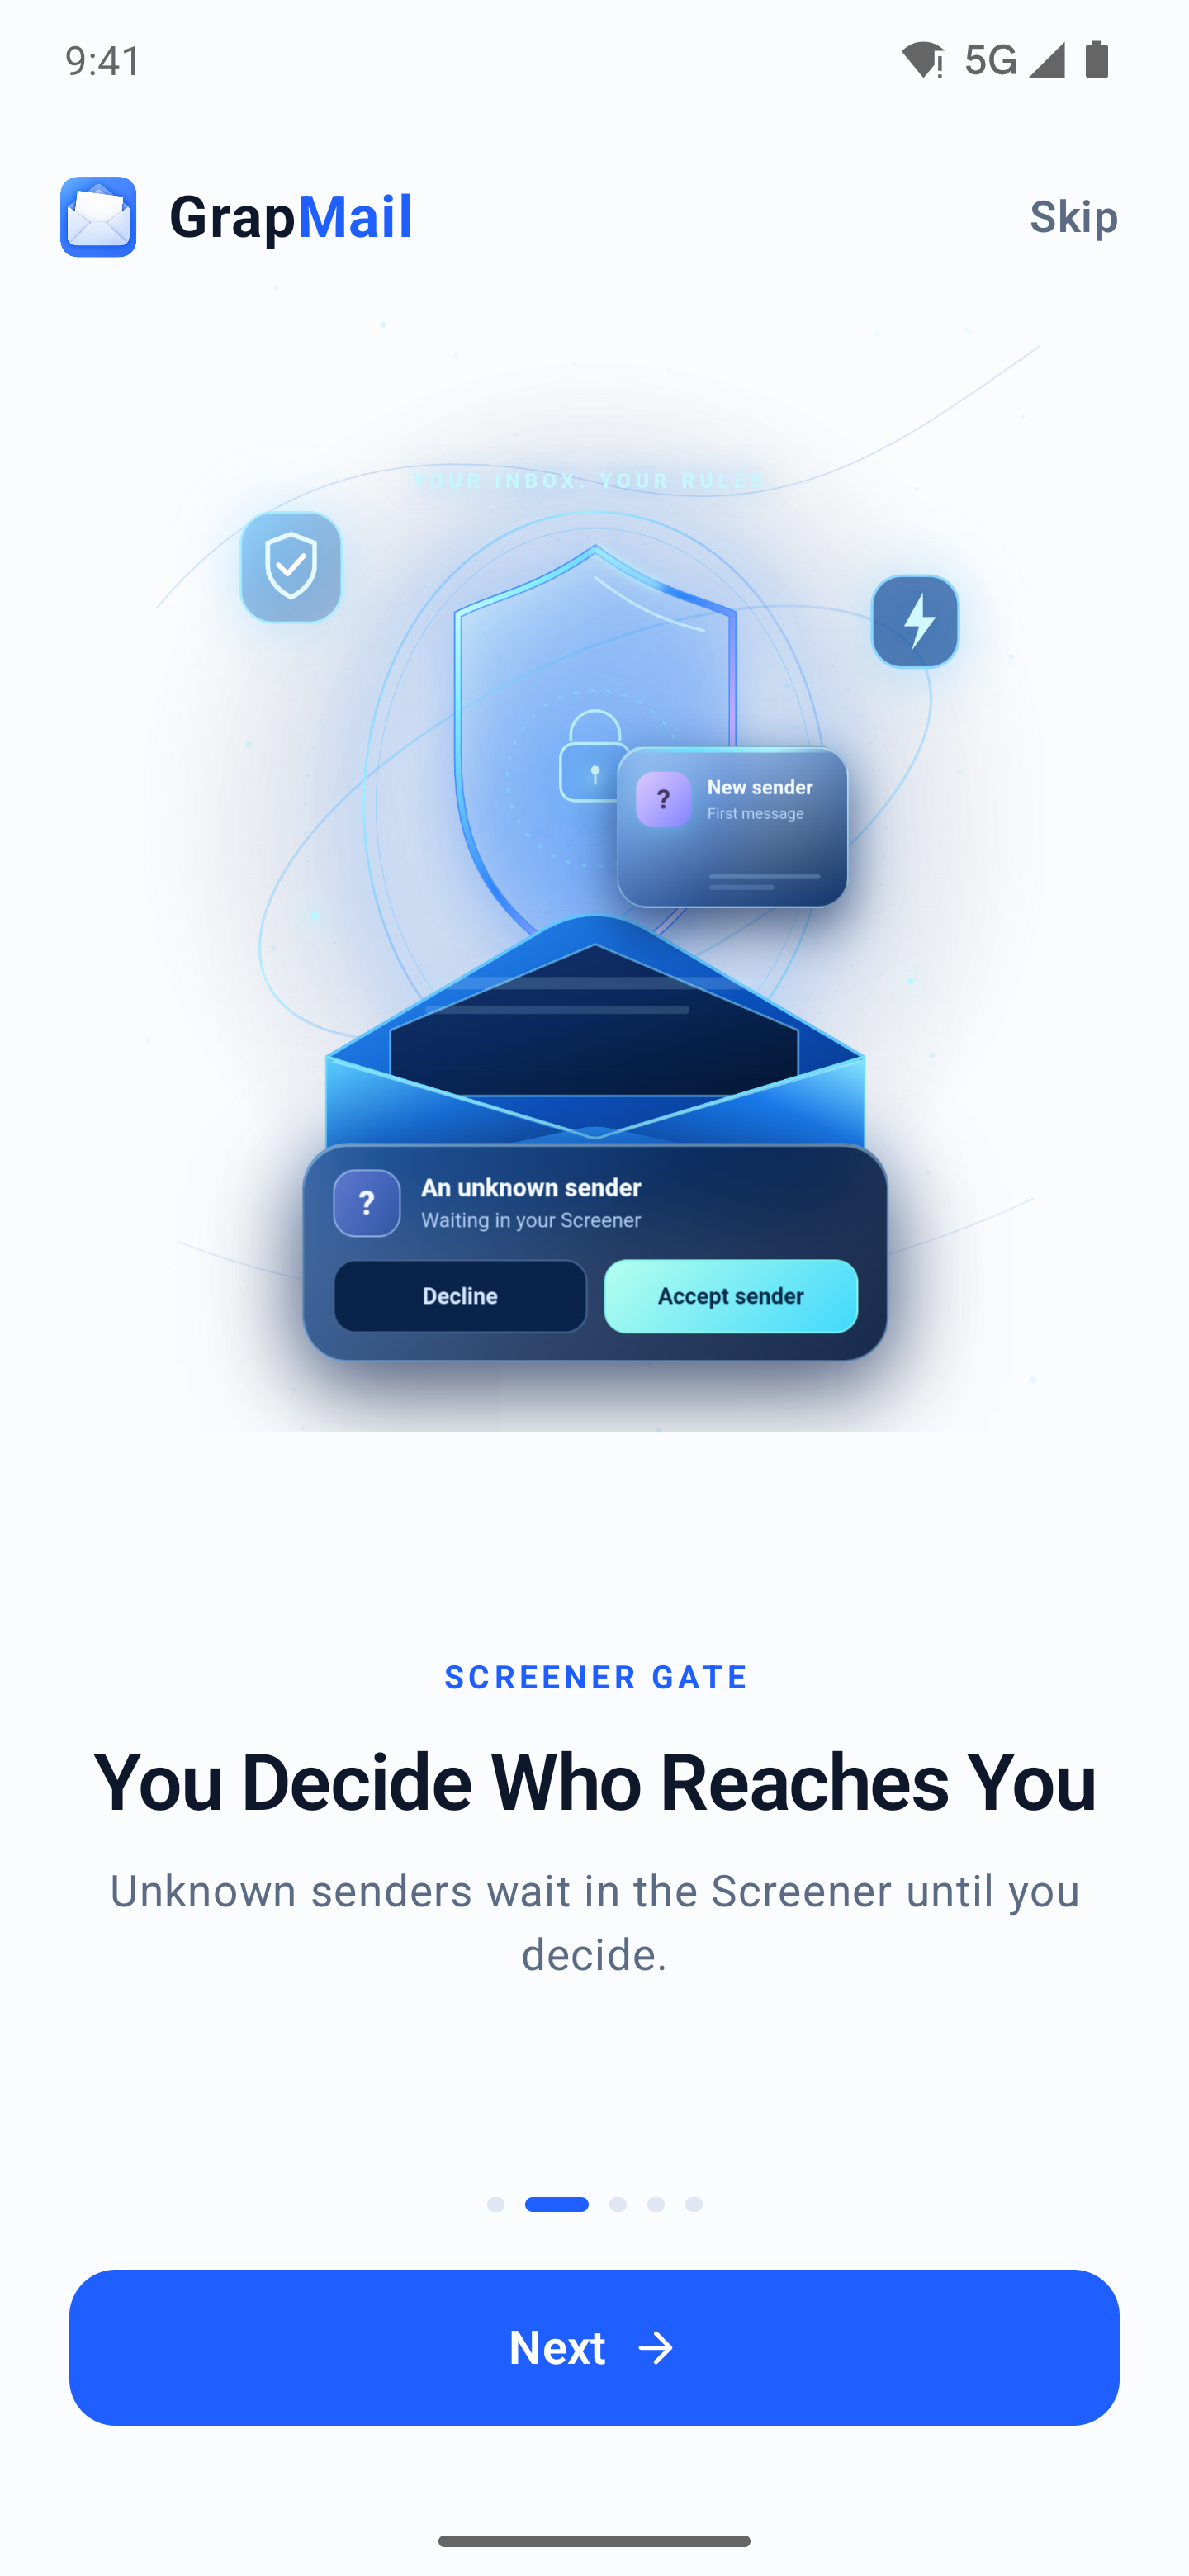 9:41
5G
GrapMail
Skip
YOUR INBOX. YOUR RULES
?
New sender
First message
?
An unknown sender
Waiting in your Screener
Decline
Accept sender
SCREENER GATE
You Decide Who Reaches You
Unknown senders wait in the Screener until you
decide.
Next